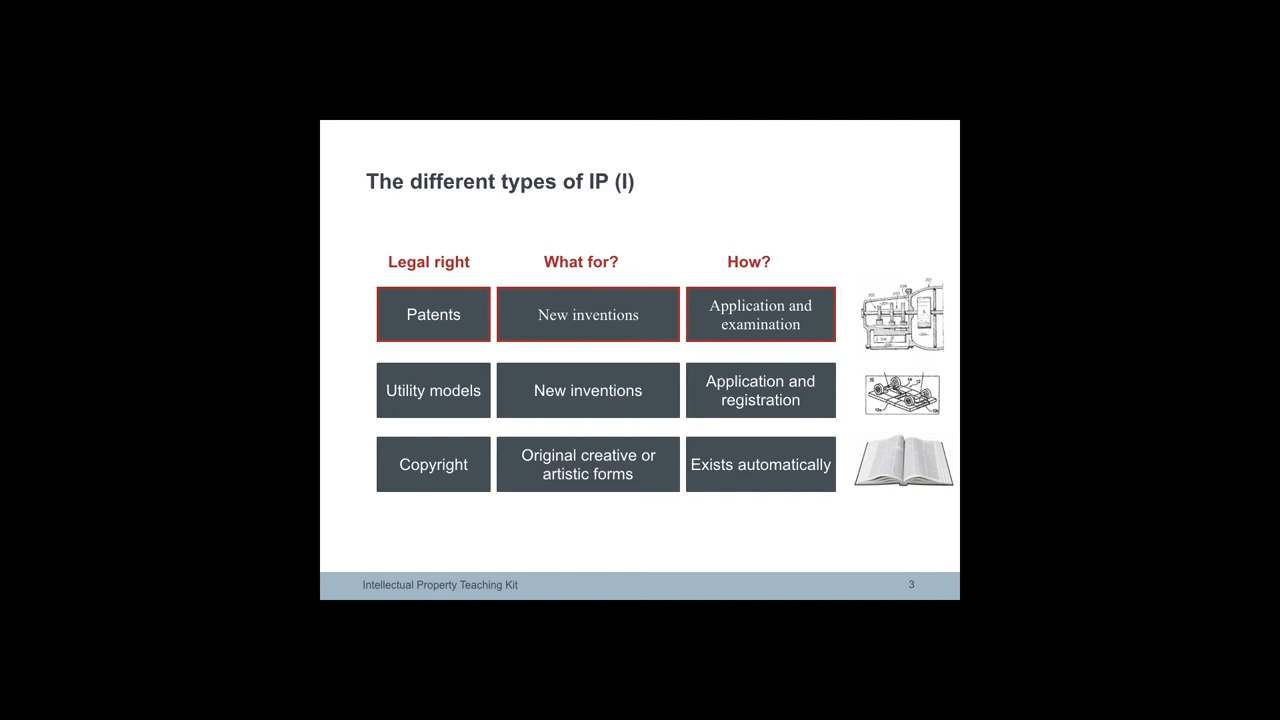 The different types of IP (I)
Legal right
What for?
How?
Patents
New inventions
Application and
examination
Utility models
New inventions
Application and
registration
Copyright
Original creative or
artistic forms
Exists automatically
Intellectual Property Teaching Kit
3